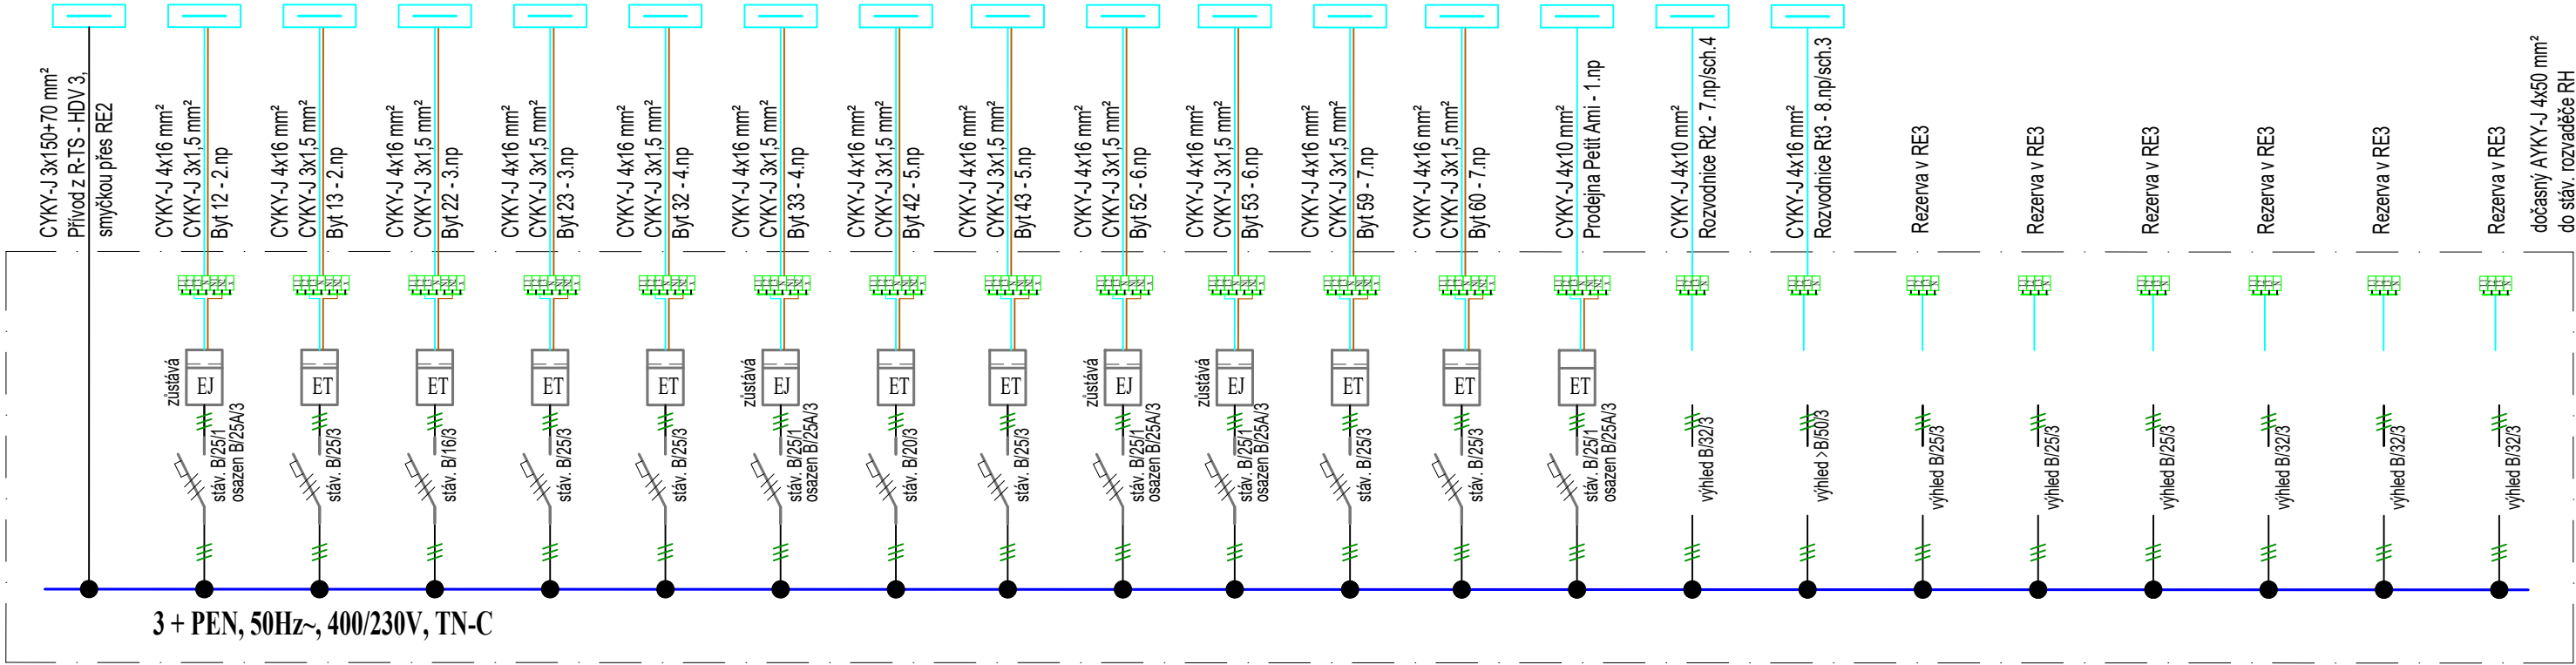 CYKY-J 3x150+70 mm²
Přívod z R-TS - HDV 3,
smyčkou přes RE2
CYKY-J 4x16 mm²
CYKY-J 3x1,5 mm²
Byt 12 - 2.np
CYKY-J 4x16 mm²
CYKY-J 3x1,5 mm²
Byt 13 - 2.np
CYKY-J 4x16 mm²
CYKY-J 3x1,5 mm²
Byt 22 - 3.np
CYKY-J 4x16 mm²
CYKY-J 3x1,5 mm²
Byt 23 - 3.np
CYKY-J 4x16 mm²
CYKY-J 3x1,5 mm²
Byt 32 - 4.np
CYKY-J 4x16 mm²
CYKY-J 3x1,5 mm²
Byt 33 - 4.np
CYKY-J 4x16 mm²
CYKY-J 3x1,5 mm²
Byt 42 - 5.np
CYKY-J 4x16 mm²
CYKY-J 3x1,5 mm²
Byt 43 - 5.np
CYKY-J 4x16 mm²
CYKY-J 3x1,5 mm²
Byt 52 - 6.np
CYKY-J 4x16 mm²
CYKY-J 3x1,5 mm²
Byt 53 - 6.np
CYKY-J 4x16 mm²
CYKY-J 3x1,5 mm²
Byt 59 - 7.np
CYKY-J 4x16 mm²
CYKY-J 3x1,5 mm²
Byt 60 - 7.np
CYKY-J 4x10 mm²
Prodejna Petit Ami - 1.np
CYKY-J 4x10 mm²
Rozvodnice Rt2 - 7.np/sch.4
CYKY-J 4x16 mm²
Rozvodnice Rt3 - 8.np/sch.3
Rezerva v RE3
Rezerva v RE3
Rezerva v RE3
Rezerva v RE3
Rezerva v RE3
Rezerva v RE3
dočasný AYKY-J 4x50 mm²
do stáv. rozvaděče RH
zůstává
EJ
ET
ET
ET
ET
zůstává
EJ
ET
ET
zůstává
EJ
zůstává
EJ
ET
ET
ET
stáv. B/25/1
osazen B/25A/3
stáv. B/25/3
stáv. B/16/3
stáv. B/25/3
stáv. B/25/3
stáv. B/25/1
osazen B/25A/3
stáv. B/20/3
stáv. B/25/3
stáv. B/25/1
osazen B/25A/3
stáv. B/25/1
osazen B/25A/3
stáv. B/25/3
stáv. B/25/3
stáv. B/25/1
osazen B/25A/3
výhled B/32/3
výhled >B/50/3
výhled B/25/3
výhled B/25/3
výhled B/25/3
výhled B/32/3
výhled B/32/3
výhled B/32/3
3 + PEN, 50Hz~, 400/230V, TN-C